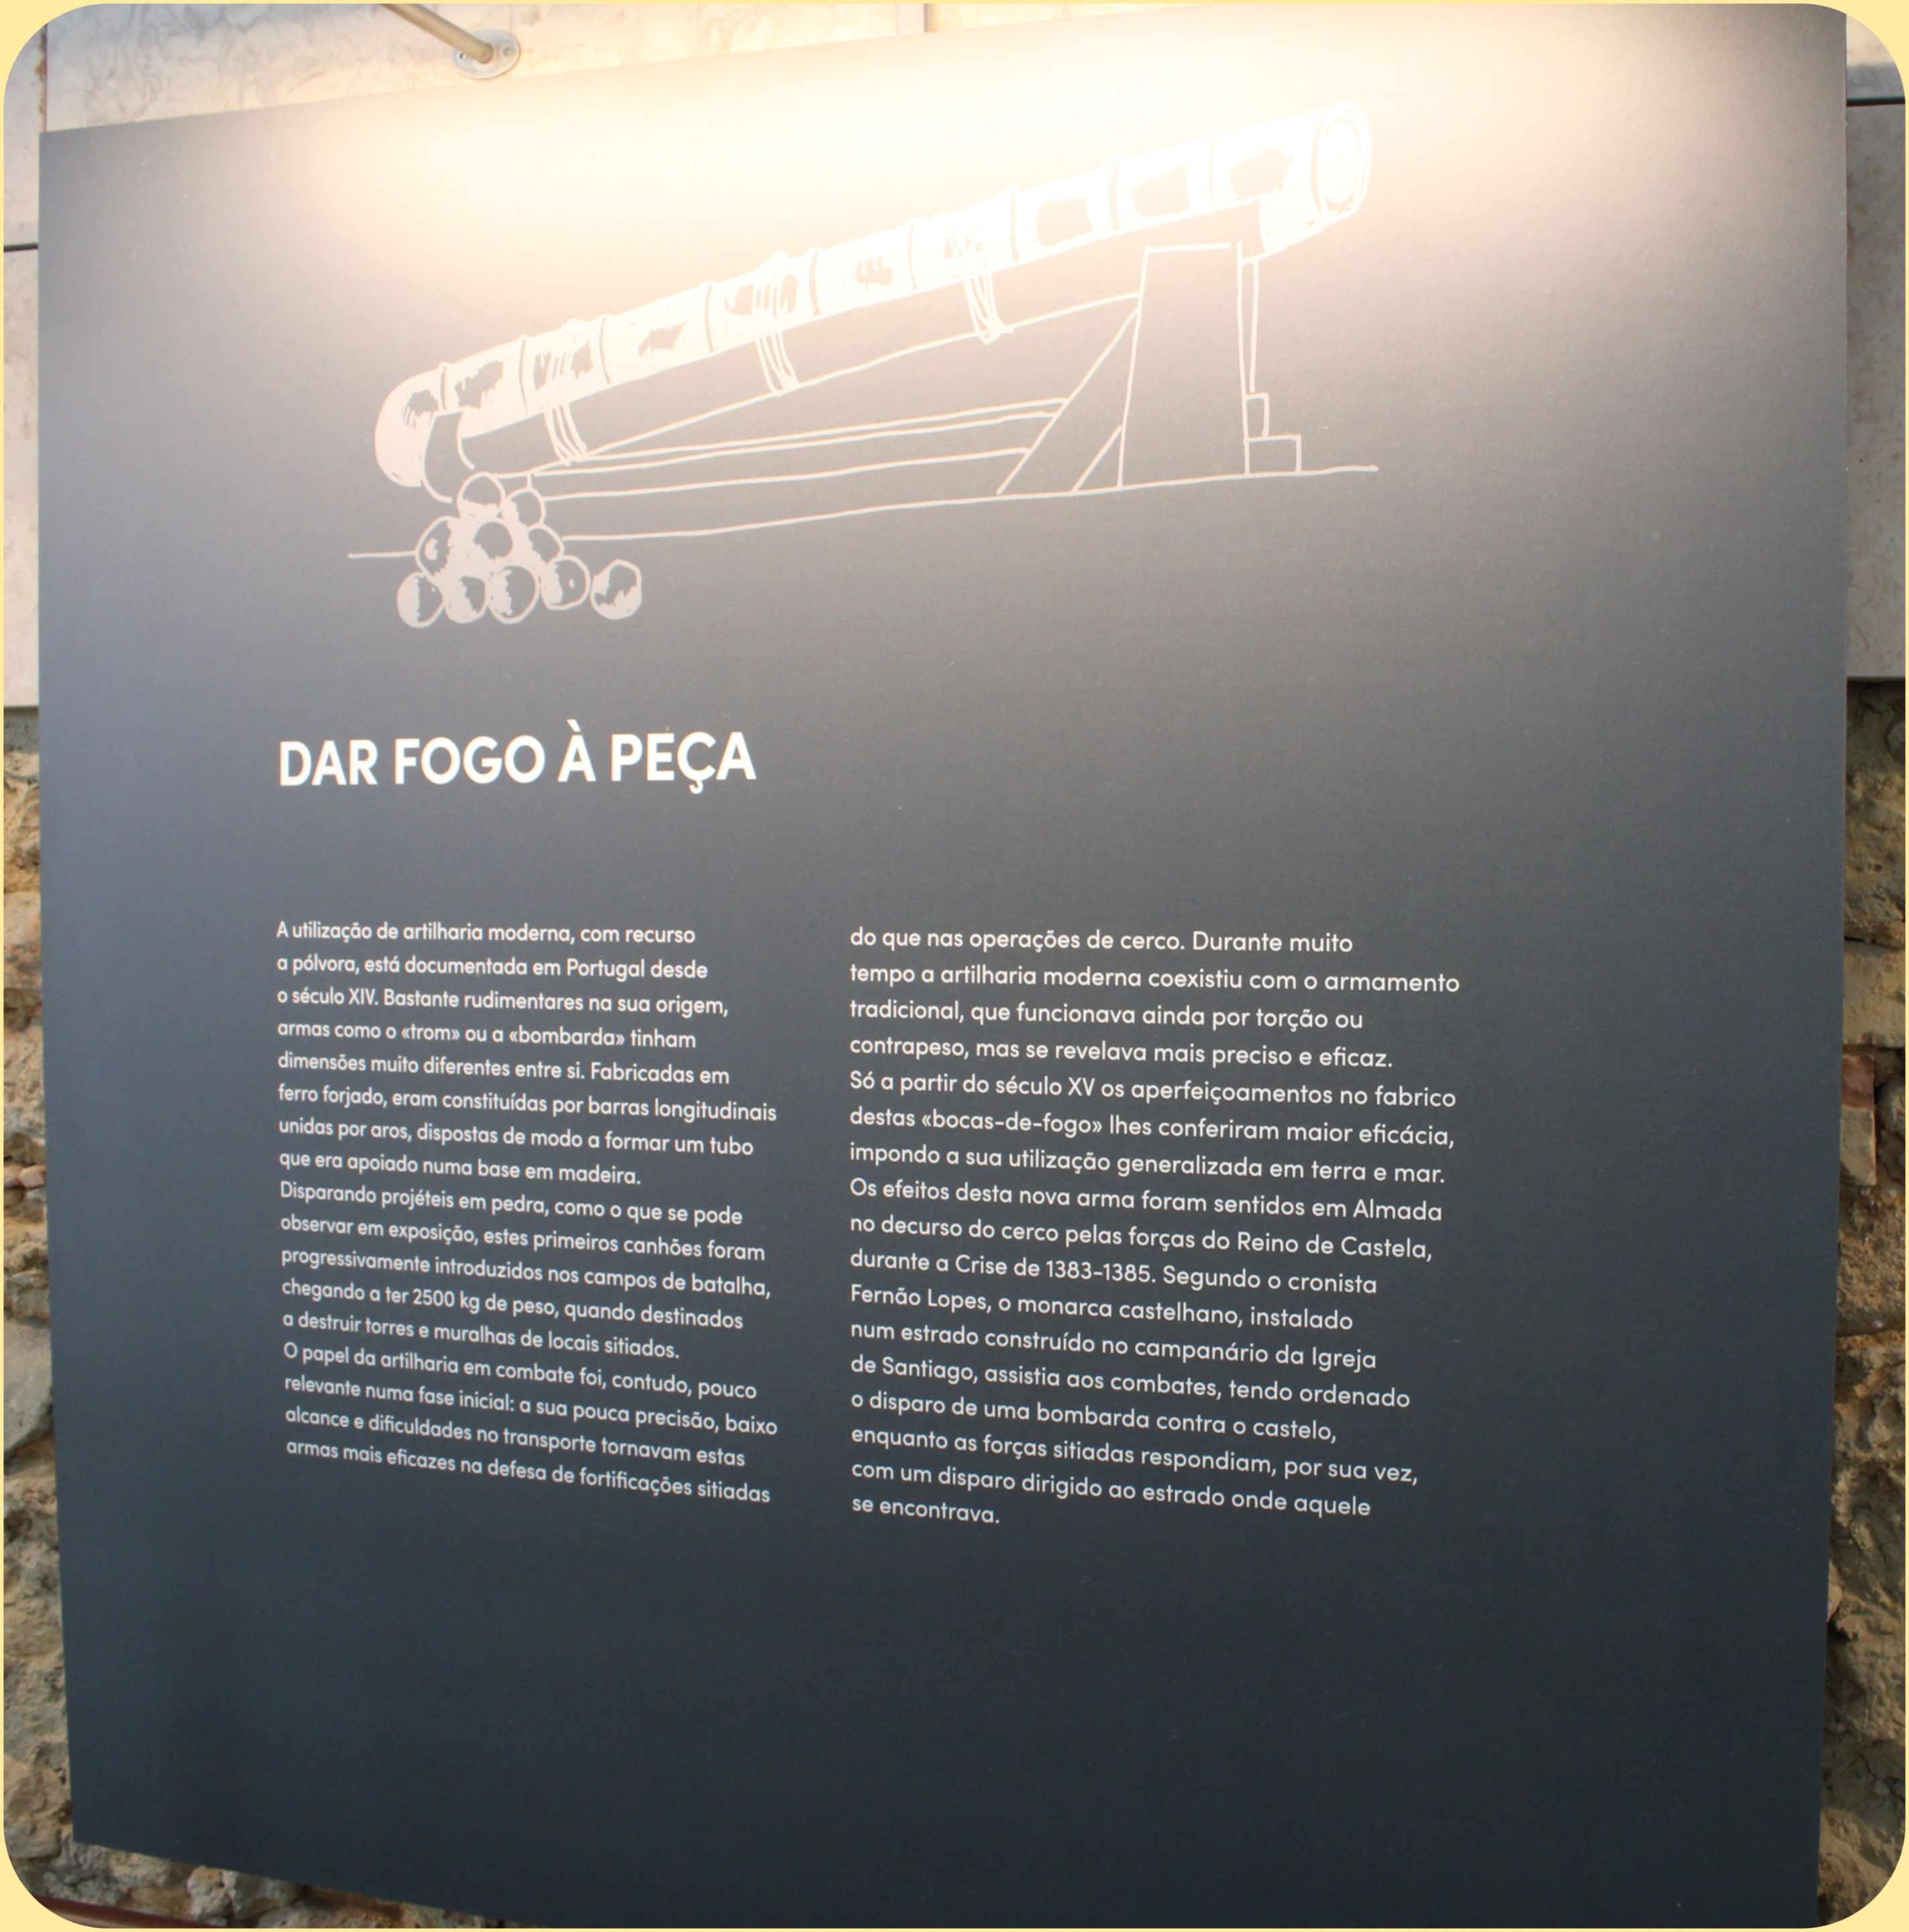 DAR FOGO À PEÇA
A utilização de artilharia moderna, com recurso
a pólvora, está documentada em Portugal desde
o século XIV. Bastante rudimentares na sua origem,
armas como o «trom» ou a «bombarda» tinham
dimensões muito diferentes entre si. Fabricadas em
ferro forjado, eram constituídas por barras longitudinais
unidas por aros, dispostas de modo a formar um tubo
que era apoiado numa base em madeira.
Disparando projéteis em pedra, como o que se pode
observar em exposição, estes primeiros canhões foram
progressivamente introduzidos nos campos de batalha,
chegando a ter 2500 kg de peso, quando destinados
a destruir torres e muralhas de locais sitiados.
O papel da artilharia em combate foi, contudo, pouco
relevante numa fase inicial: a sua pouca precisão, baixo
alcance e dificuldades no transporte tornavam estas
armas mais eficazes na defesa de fortificações sitiadas
do que nas operações de cerco. Durante muito
tempo a artilharia moderna coexistiu com o armamento
tradicional, que funcionava ainda por torção ou
contrapeso, mas se revelava mais preciso e eficaz.
Só a partir do século XV os aperfeiçoamentos no fabrico
destas «bocas-de-fogo» lhes conferiram maior eficácia,
impondo a sua utilização generalizada em terra e mar.
Os efeitos desta nova arma foram sentidos em Almada
no decurso do cerco pelas forças do Reino de Castela,
durante a Crise de 1383-1385. Segundo o cronista
Fernão Lopes, o monarca castelhano, instalado
num estrado construído no campanário da Igreja
de Santiago, assistia aos combates, tendo ordenado
o disparo de uma bombarda contra o castelo,
enquanto as forças sitiadas respondiam, por sua vez,
com um disparo dirigido ao estrado onde aquele
se encontrava.